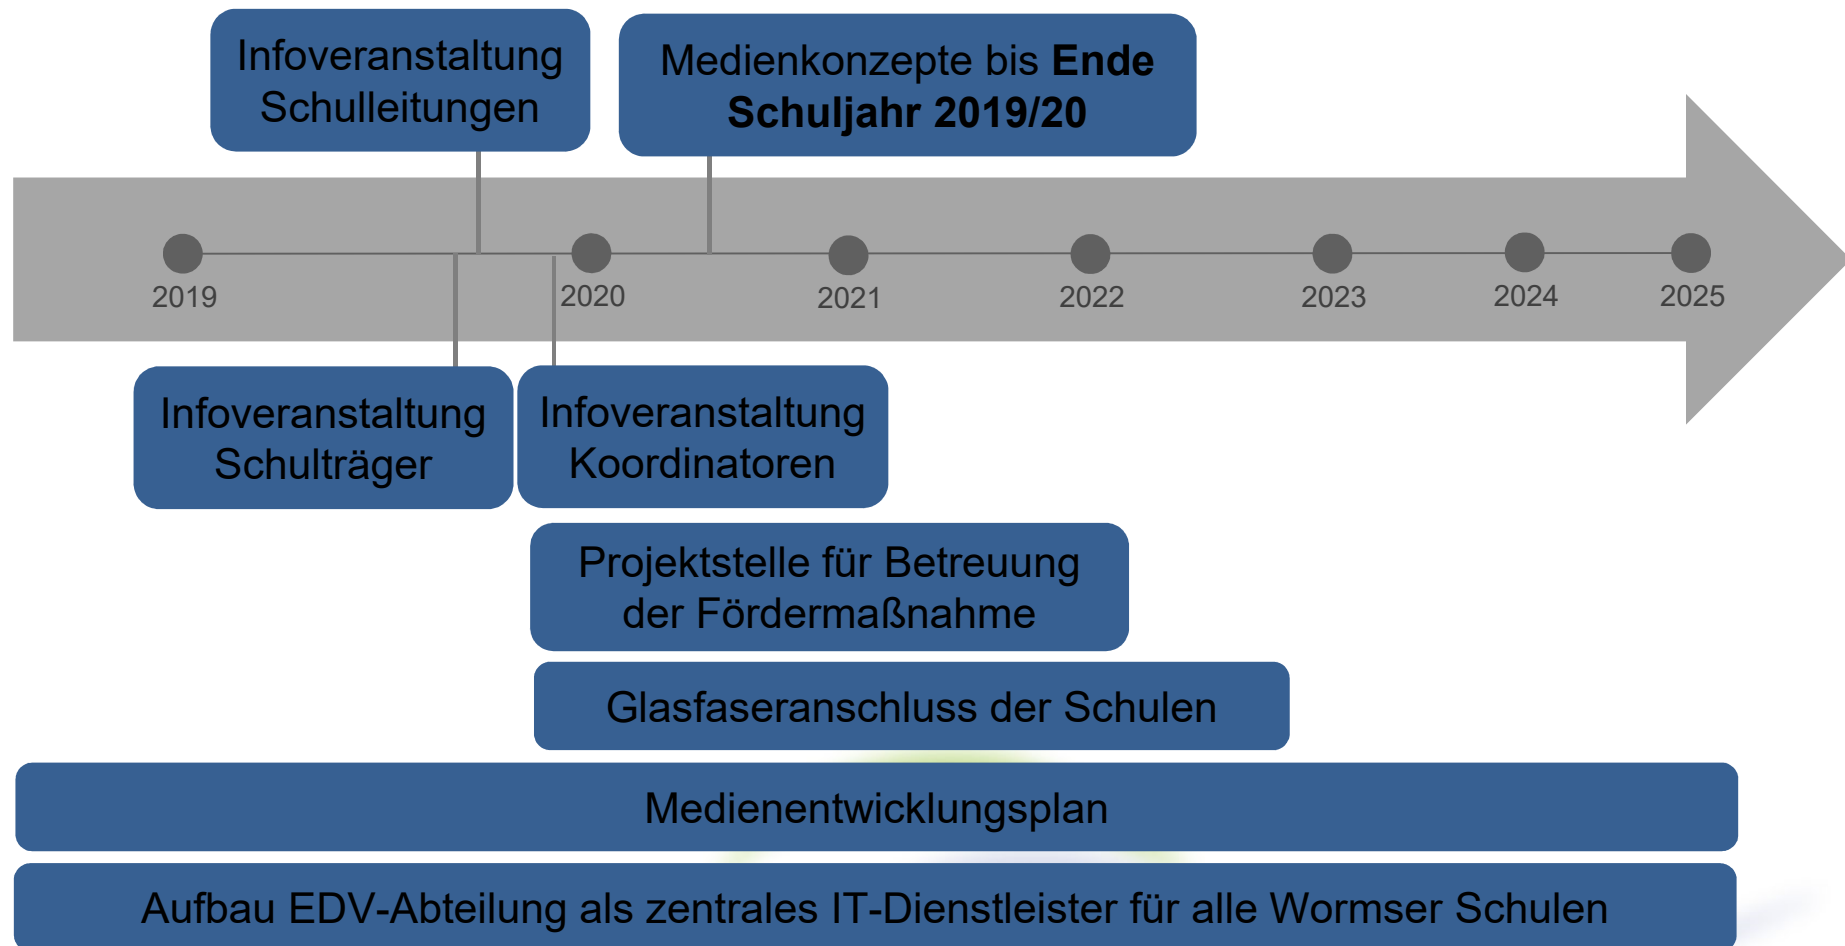 Infoveranstaltung
Schulleitungen
Medienkonzepte bis Ende
Schuljahr 2019/20
2019
2020
2021
2022
2023
2024
2025
Infoveranstaltung
Schulträger
Infoveranstaltung
Koordinatoren
Projektstelle für Betreuung
der Fördermaßnahme
Glasfaseranschluss der Schulen
Medienentwicklungsplan
Aufbau EDV-Abteilung als zentrales IT-Dienstleister für alle Wormser Schulen